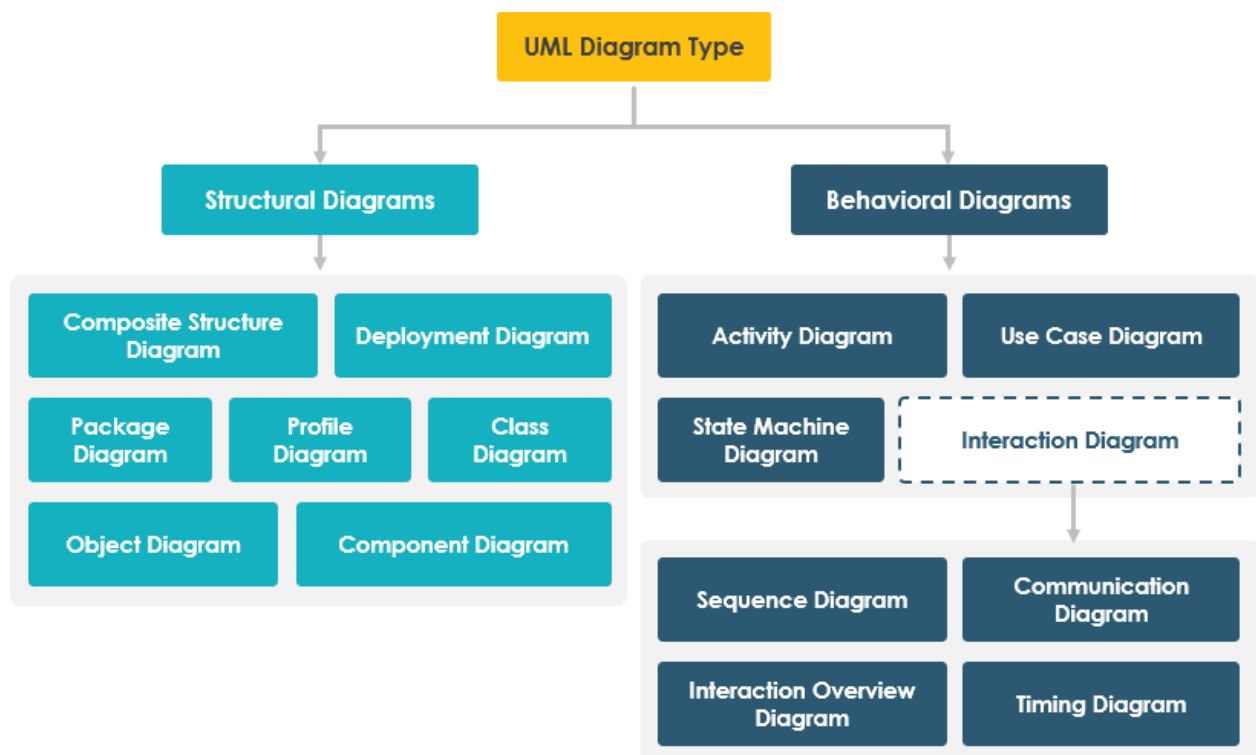 UML Diagram Type
Structural Diagrams
Behavioral Diagrams
Composite Structure
Diagram
Deployment Diagram
Package
Diagram
Profile
Diagram
Class
Diagram
Object Diagram
Component Diagram
Activity Diagram
Use Case Diagram
State Machine
Diagram
Interaction Diagram
Sequence Diagram
Communication
Diagram
Interaction Overview
Diagram
Timing Diagram